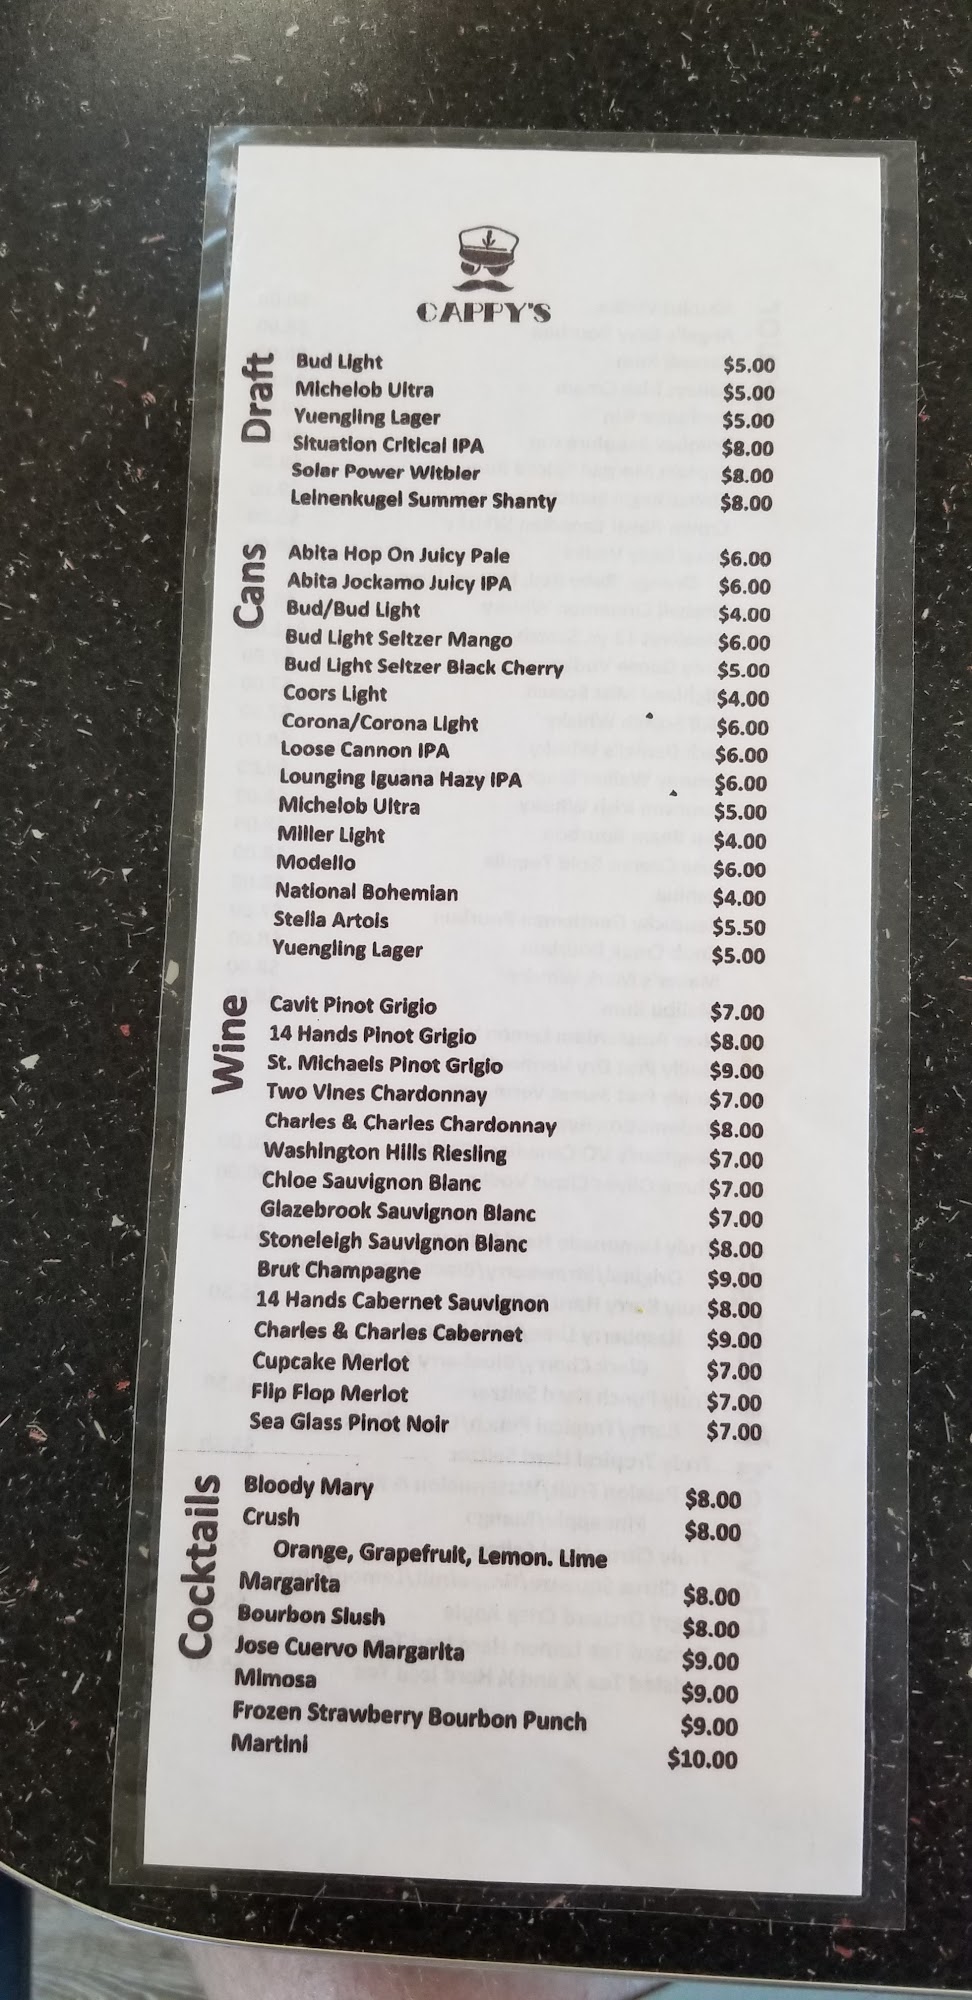 CAPPY'S
Draft
Bud Light $5.00
Michelob Ultra $5.00
Yuengling Lager $5.00
Situation Critical IPA $8.00
Solar Power Witbier $8.00
Leinenkugel Summer Shanty $8.00
Cans
Abita Hop On Juicy Pale $6.00
Abita Jockamo Juicy IPA $6.00
Bud/Bud Light $4.00
Bud Light Seltzer Mango $6.00
Bud Light Seltzer Black Cherry $5.00
Coors Light $4.00
Corona/Corona Light $6.00
Loose Cannon IPA $6.00
Lounging Iguana Hazy IPA $6.00
Michelob Ultra $5.00
Miller Light $4.00
Modello $6.00
National Bohemian $4.00
Stella Artois $5.50
Yuengling Lager $5.00
Wine
Cavit Pinot Grigio $7.00
14 Hands Pinot Grigio $8.00
St. Michaels Pinot Grigio $9.00
Two Vines Chardonnay $7.00
Charles & Charles Chardonnay $8.00
Washington Hills Riesling $7.00
Chloe Sauvignon Blanc $7.00
Glazebrook Sauvignon Blanc $7.00
Stoneleigh Sauvignon Blanc $8.00
Brut Champagne $9.00
14 Hands Cabernet Sauvignon $8.00
Charles & Charles Cabernet $9.00
Cupcake Merlot $7.00
Flip Flop Merlot $7.00
Sea Glass Pinot Noir $7.00
Cocktails
Bloody Mary $8.00
Crush $8.00
Orange, Grapefruit, Lemon. Lime
Margarita $8.00
Bourbon Slush $8.00
Jose Cuervo Margarita $9.00
Mimosa $9.00
Frozen Strawberry Bourbon Punch $9.00
Martini $10.00